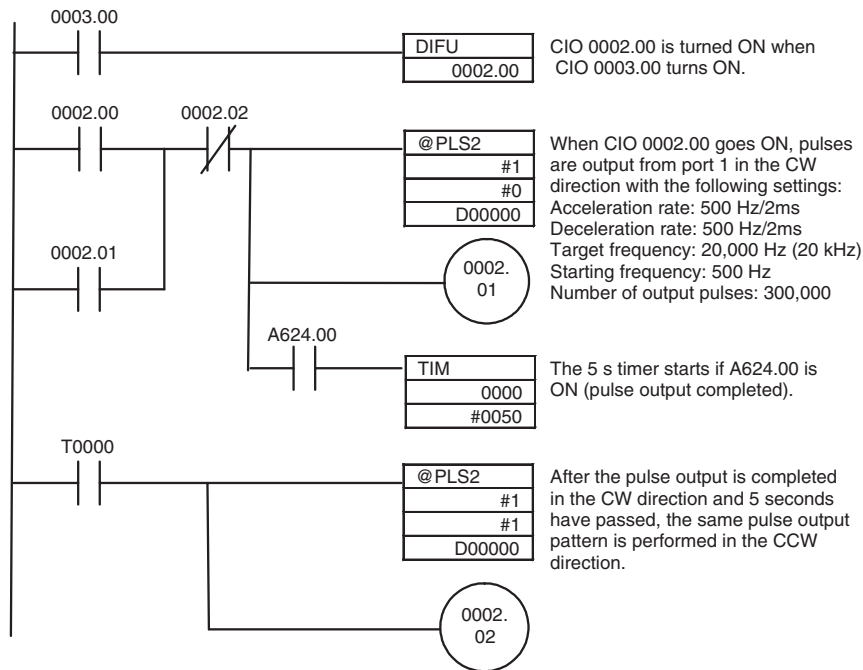 0003.00
DIFU
0002.00
CIO 0002.00 is turned ON when
CIO 0003.00 turns ON.
0002.00
0002.02
@PLS2
#1
#0
D00000
When CIO 0002.00 goes ON, pulses
are output from port 1 in the CW
direction with the following settings:
Acceleration rate: 500 Hz/2ms
Deceleration rate: 500 Hz/2ms
Target frequency: 20,000 Hz (20 kHz)
Starting frequency: 500 Hz
Number of output pulses: 300,000
0002.01
0002.
01
A624.00
TIM
0000
#0050
The 5 s timer starts if A624.00 is
ON (pulse output completed).
T0000
@PLS2
#1
#1
D00000
After the pulse output is completed
in the CW direction and 5 seconds
have passed, the same pulse output
pattern is performed in the CCW
direction.
0002.
02